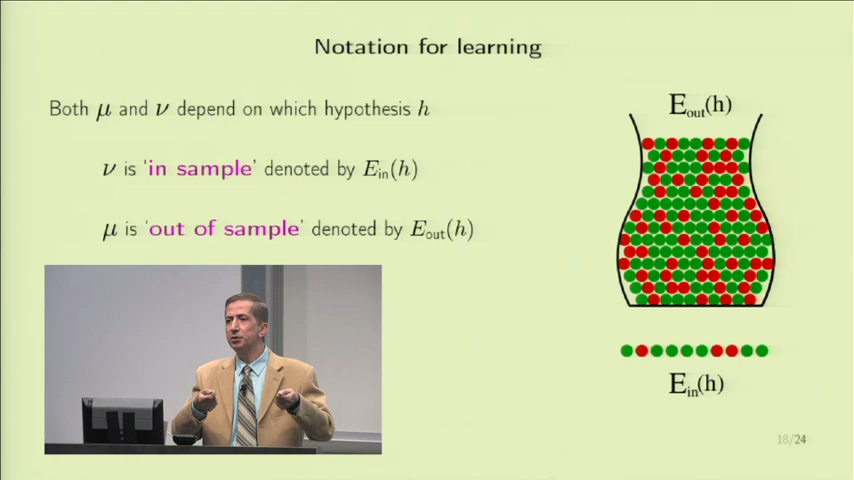 Notation for learning
Both μ and ν depend on which hypothesis h
ν is 'in sample' denoted by E_in(h)
μ is 'out of sample' denoted by E_out(h)
E_out(h)
E_in(h)
18/24